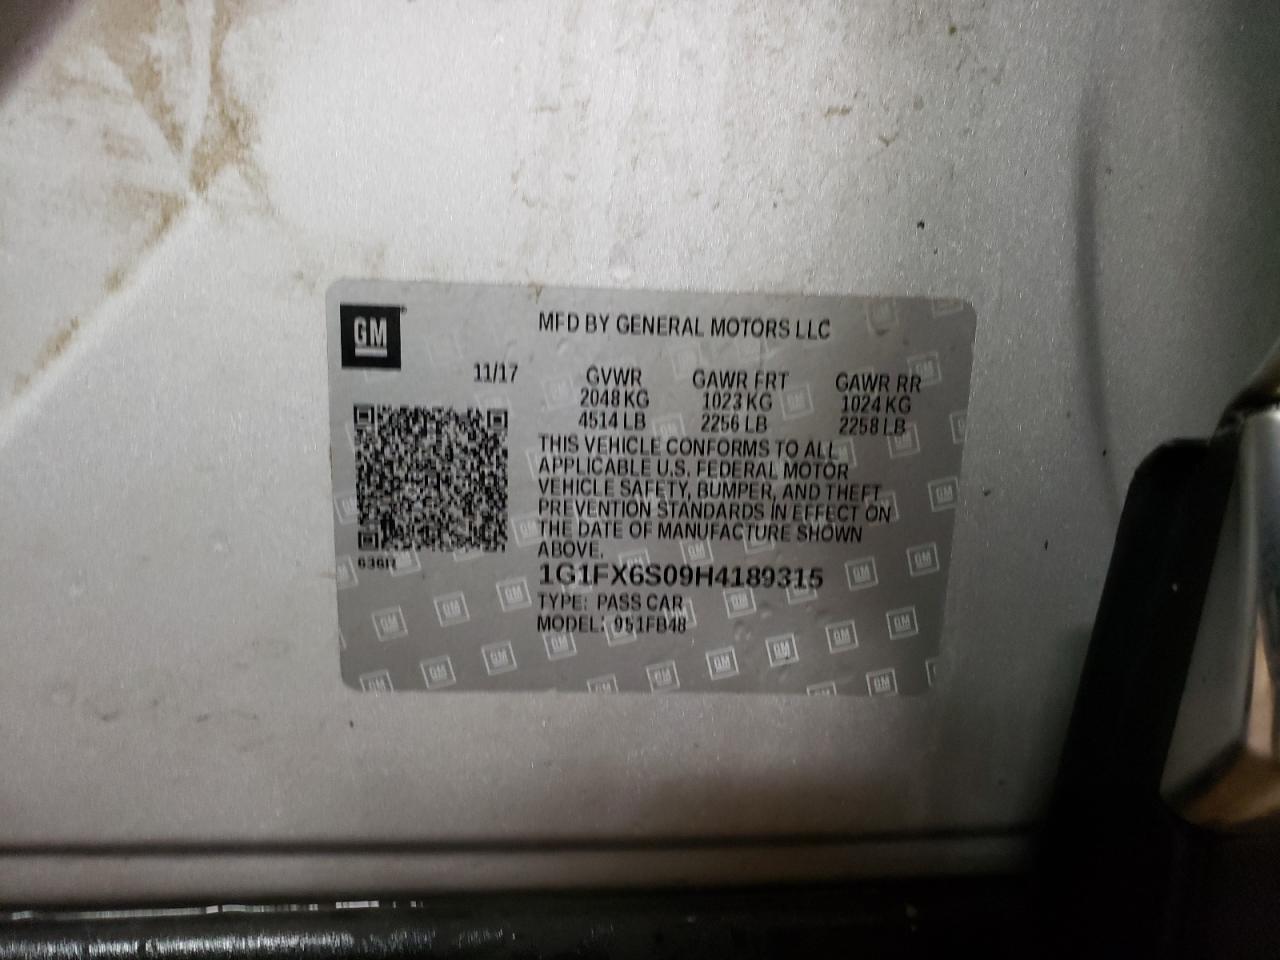 GM
MFD BY GENERAL MOTORS LLC
11/17 GVWR GAWR FRT GAWR RR
2048 KG 1023 KG 1024 KG
4514 LB 2256 LB 2258 LB
THIS VEHICLE CONFORMS TO ALL
APPLICABLE U.S. FEDERAL MOTOR
VEHICLE SAFETY, BUMPER, AND THEFT
PREVENTION STANDARDS IN EFFECT ON
THE DATE OF MANUFACTURE SHOWN
ABOVE.
1G1FX6S09H4189315
TYPE: PASS CAR
MODEL: